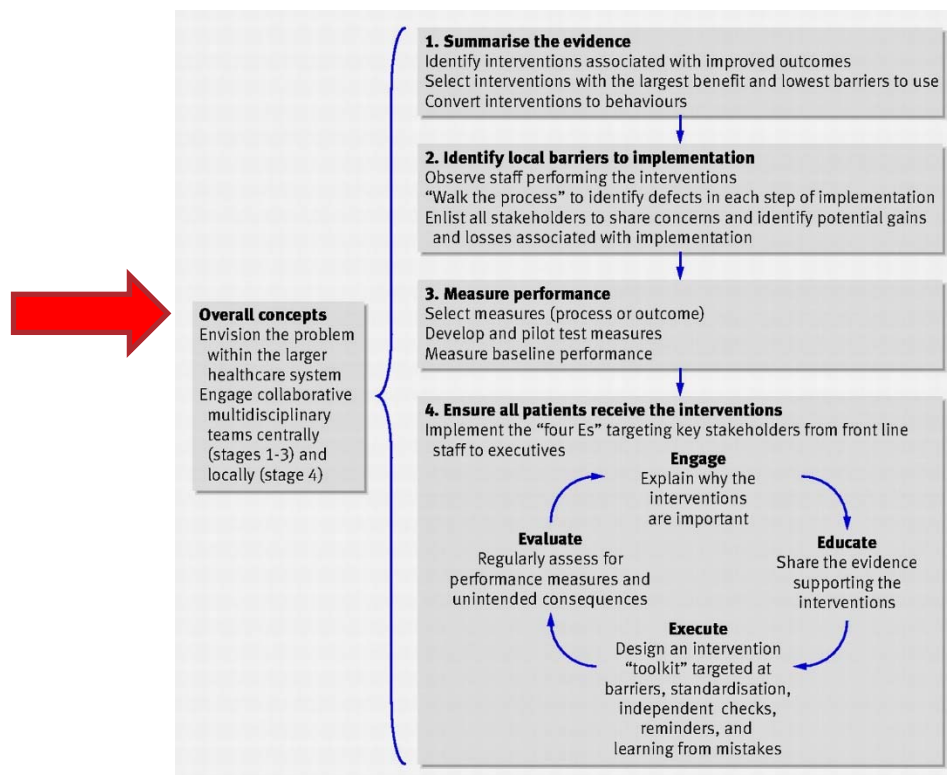 Overall concepts
Envision the problem
within the larger
healthcare system
Engage collaborative
multidisciplinary
teams centrally
(stages 1-3) and
locally (stage 4)
1. Summarise the evidence
Identify interventions associated with improved outcomes
Select interventions with the largest benefit and lowest barriers to use
Convert interventions to behaviours
2. Identify local barriers to implementation
Observe staff performing the interventions
“Walk the process” to identify defects in each step of implementation
Enlist all stakeholders to share concerns and identify potential gains
and losses associated with implementation
3. Measure performance
Select measures (process or outcome)
Develop and pilot test measures
Measure baseline performance
4. Ensure all patients receive the interventions
Implement the “four Es” targeting key stakeholders from front line
staff to executives
Engage
Explain why the
interventions
are important
Educate
Share the evidence
supporting the
interventions
Execute
Design an intervention
“toolkit” targeted at
barriers, standardisation,
independent checks,
reminders, and
learning from mistakes
Evaluate
Regularly assess for
performance measures and
unintended consequences